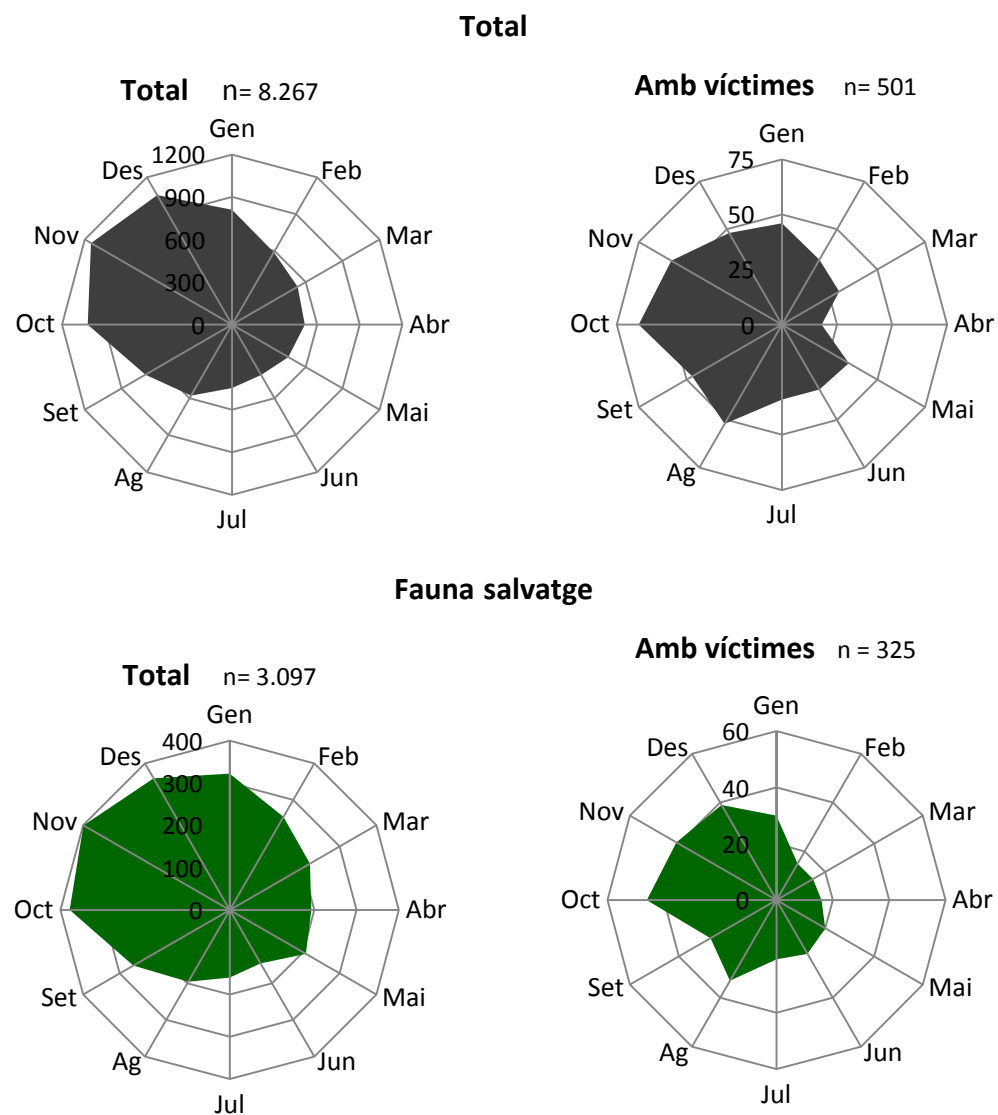 Total
Total n= 8.267
Amb víctimes n= 501
Gen
1200
Des
Feb
900
Nov
Mar
600
300
Oct
0
Abr
Set
Mai
Ag
Jun
Jul
Gen
75
Des
Feb
50
Nov
Mar
25
Oct
0
Abr
Set
Mai
Ag
Jun
Jul
Fauna salvatge
Total n= 3.097
Amb víctimes n = 325
Gen
400
Des
Feb
300
Nov
Mar
200
100
Oct
0
Abr
Set
Mai
Ag
Jun
Jul
Gen
60
Des
Feb
40
Nov
Mar
20
Oct
0
Abr
Set
Mai
Ag
Jun
Jul